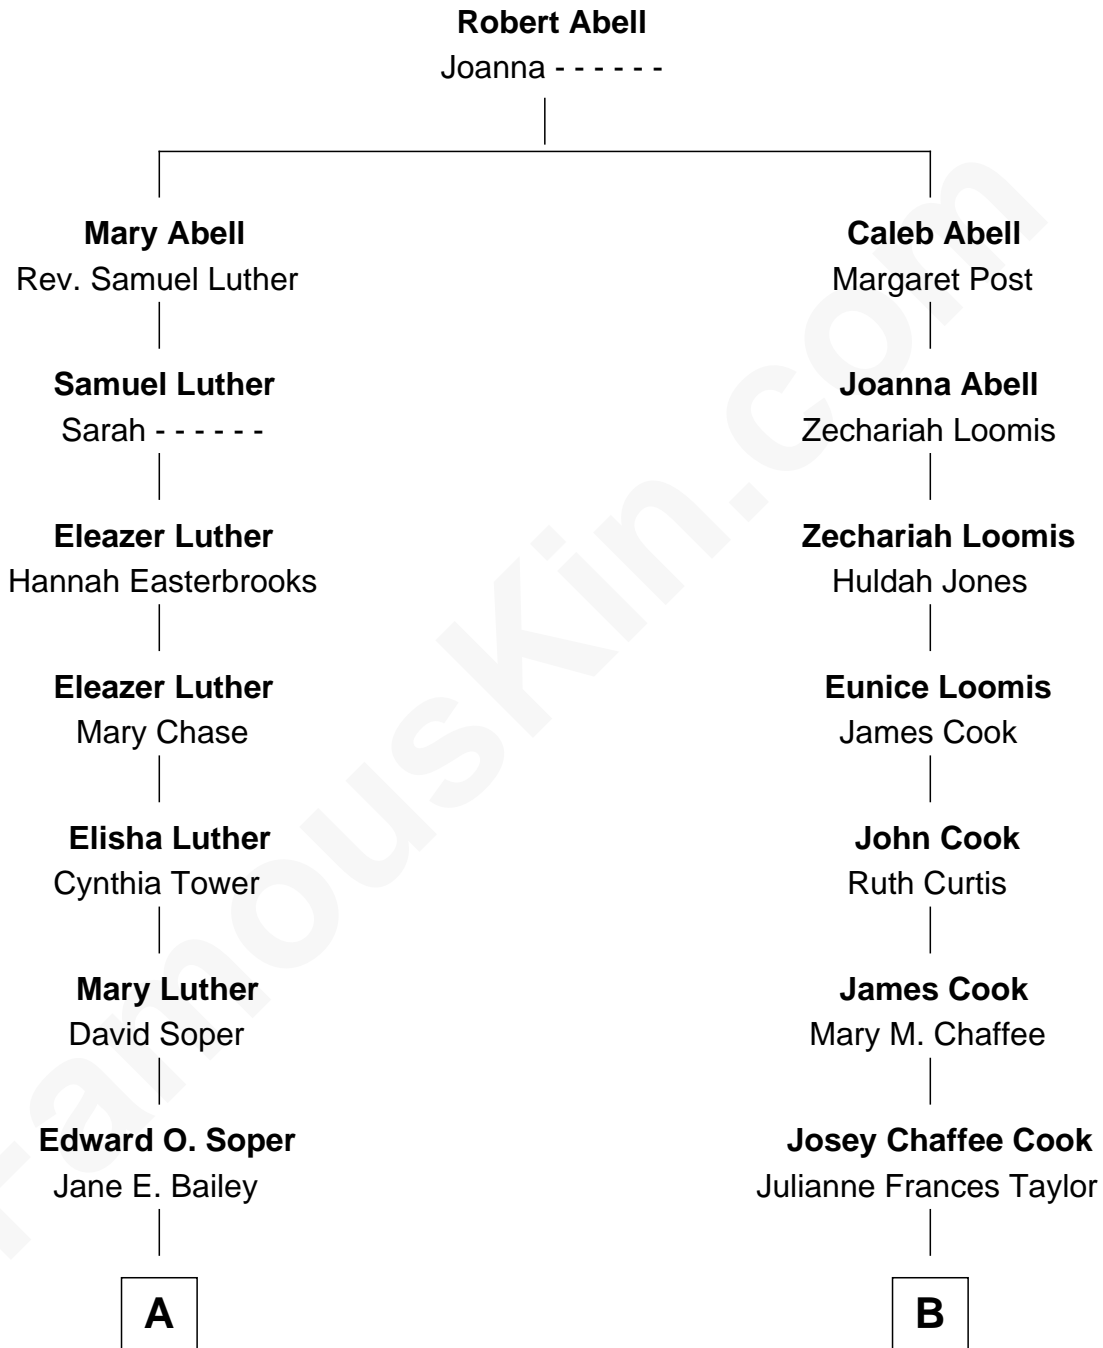 Robert Abell
Joanna - - - - - -
Mary Abell
Rev. Samuel Luther
Samuel Luther
Sarah - - - - - -
Eleazer Luther
Hannah Easterbrooks
Eleazer Luther
Mary Chase
Elisha Luther
Cynthia Tower
Mary Luther
David Soper
Edward O. Soper
Jane E. Bailey
A
Caleb Abell
Margaret Post
Joanna Abell
Zechariah Loomis
Zechariah Loomis
Huldah Jones
Eunice Loomis
James Cook
John Cook
Ruth Curtis
James Cook
Mary M. Chaffee
Josey Chaffee Cook
Julianne Frances Taylor
B
FamousKin.com